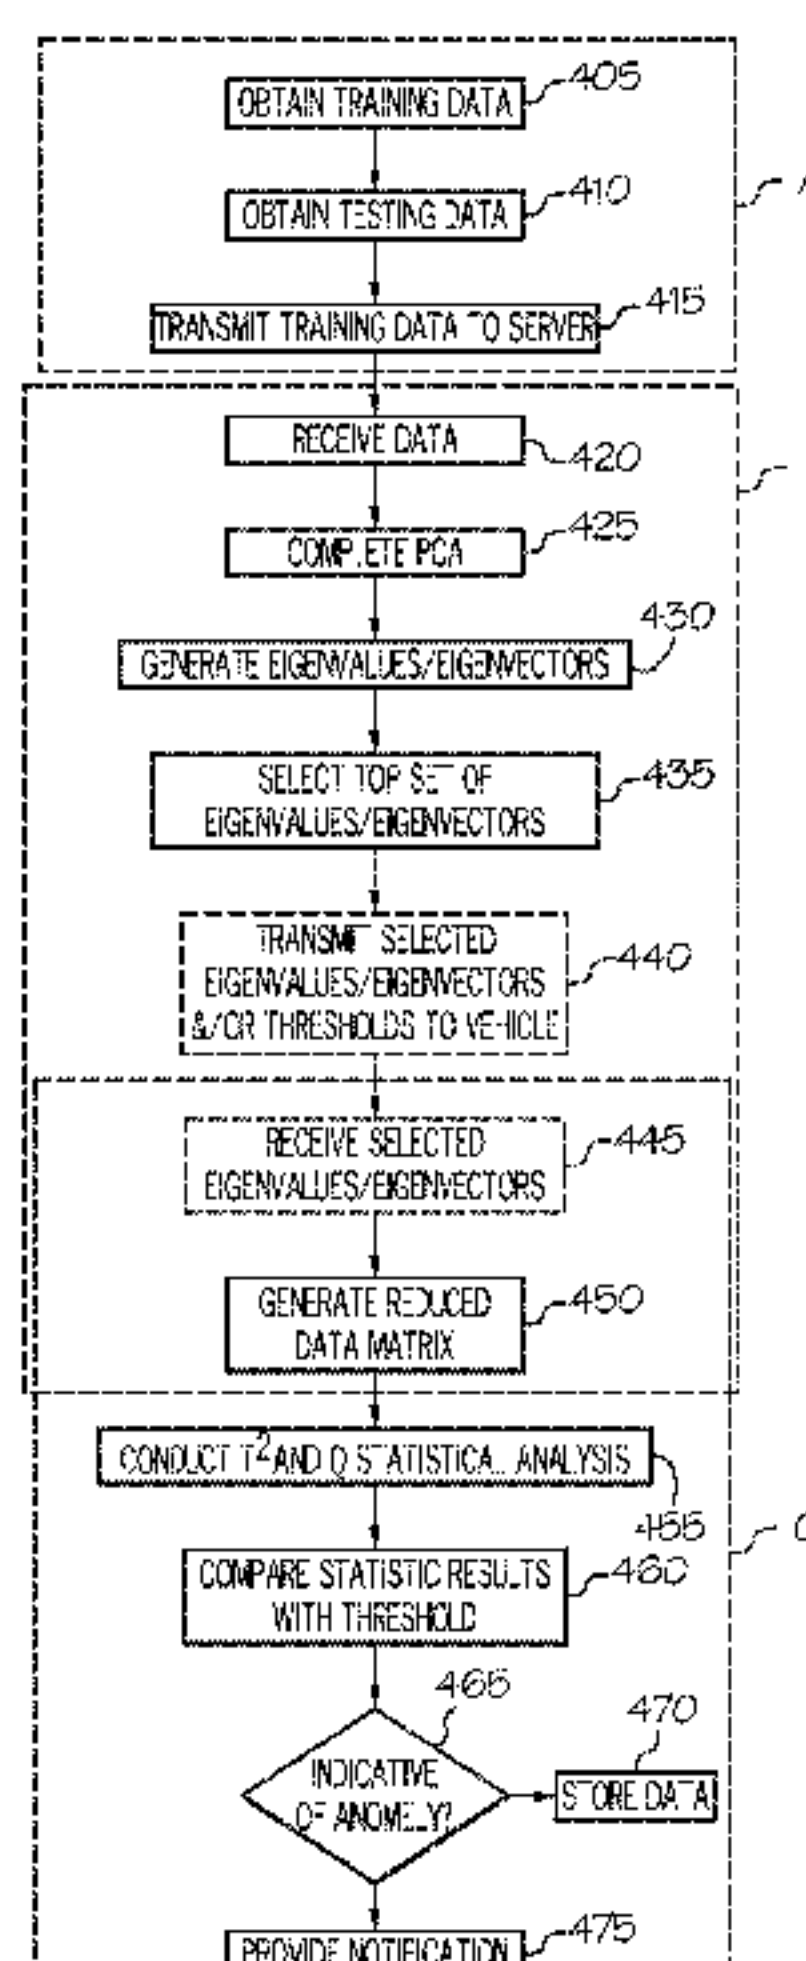 405
OBTAIN TRAINING DATA
410
OBTAIN TESTING DATA
415
TRANSMIT TRAINING DATA TO SERVER
RECEIVE DATA
420
425
COMPLETE PCA
430
GENERATE EIGENVALUES/EIGENVECTORS
435
SELECT TOP SET OF
EIGENVALUES/EIGENVECTORS
TRANSMIT SELECTED
440
EIGENVALUES/EIGENVECTORS
&/OR THRESHOLDS TO VEHICLE
RECEIVE SELECTED
445
EIGENVALUES/EIGENVECTORS
GENERATE REDUCED
450
DATA MATRIX
CONDUCT T² AND Q STATISTICAL ANALYSIS
455
COMPARE STATISTIC RESULTS
460
WITH THRESHOLD
465
470
INDICATIVE
OF ANOMELY?
STORE DATA
475
PROVIDE NOTIFICATION